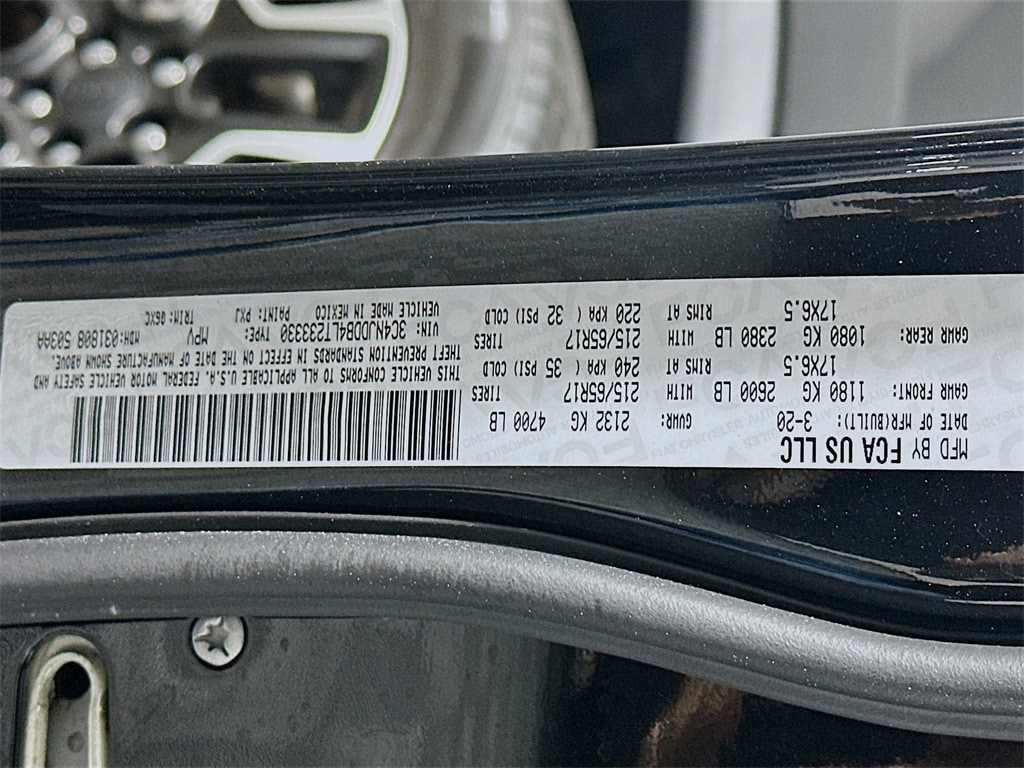 MFD BY FCA US LLC
DATE OF MFR(BUILT): 3-20 GVWR: 2132 KG 4700 LB
GAWR FRONT: 1180 KG 2600 LB WITH 215/65R17 TIRES
17X6.5 RIMS AT 240 KPA ( 35 PSI) COLD
GAWR REAR: 1080 KG 2380 LB WITH 215/65R17 TIRES
17X6.5 RIMS AT 220 KPA ( 32 PSI) COLD
THIS VEHICLE CONFORMS TO ALL APPLICABLE U.S.A. FEDERAL MOTOR VEHICLE SAFETY AND
THEFT PREVENTION STANDARDS IN EFFECT ON THE DATE OF MANUFACTURE SHOWN ABOVE.
VIN: 3C4NJDDB4LT233330 TYPE: MPV MDH:031808 503AA
VEHICLE MADE IN MEXICO PAINT: PXJ TRIM: B6XC